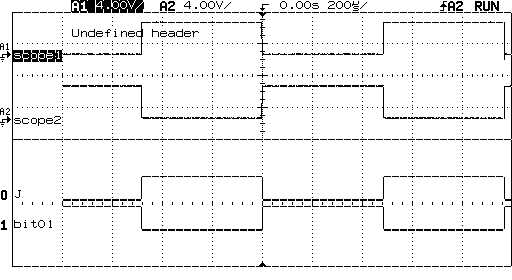 A1 4.00V/ A2 4.00V/ 0.00s 200µ/ A2 RUN
Undefined header
A1
scope1
A2
scope2
0 J
1 bit01